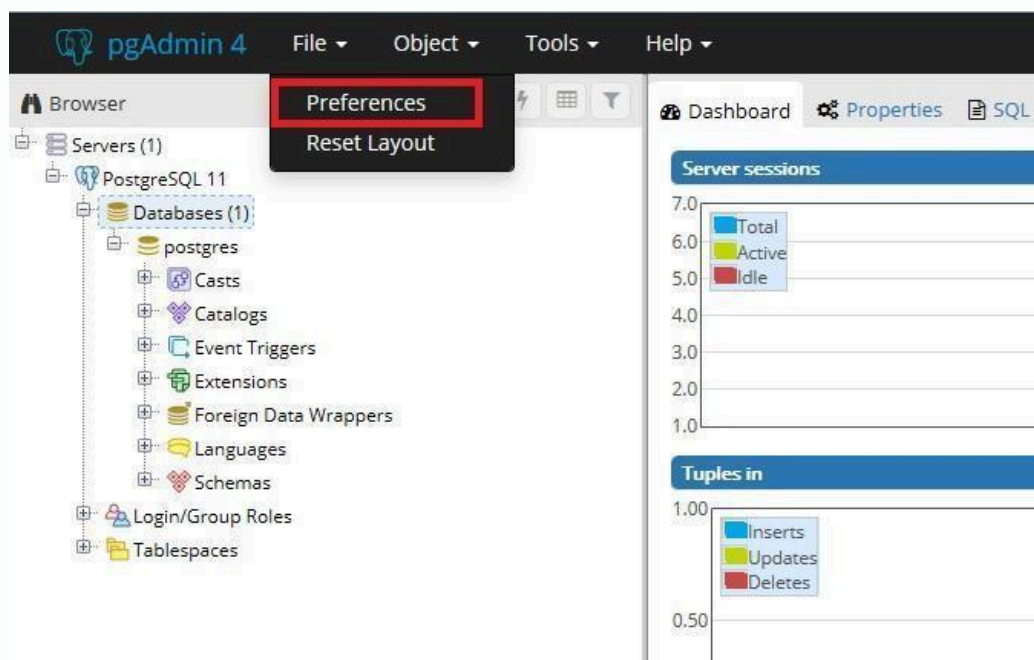 pgAdmin 4 File Object Tools Help
Preferences
Reset Layout
Browser
Servers (1)
PostgreSQL 11
Databases (1)
postgres
Casts
Catalogs
Event Triggers
Extensions
Foreign Data Wrappers
Languages
Schemas
Login/Group Roles
Tablespaces
Dashboard Properties SQL
Server sessions
7.0
6.0
5.0
4.0
3.0
2.0
1.0
Total
Active
Idle
Tuples in
1.00
0.50
Inserts
Updates
Deletes